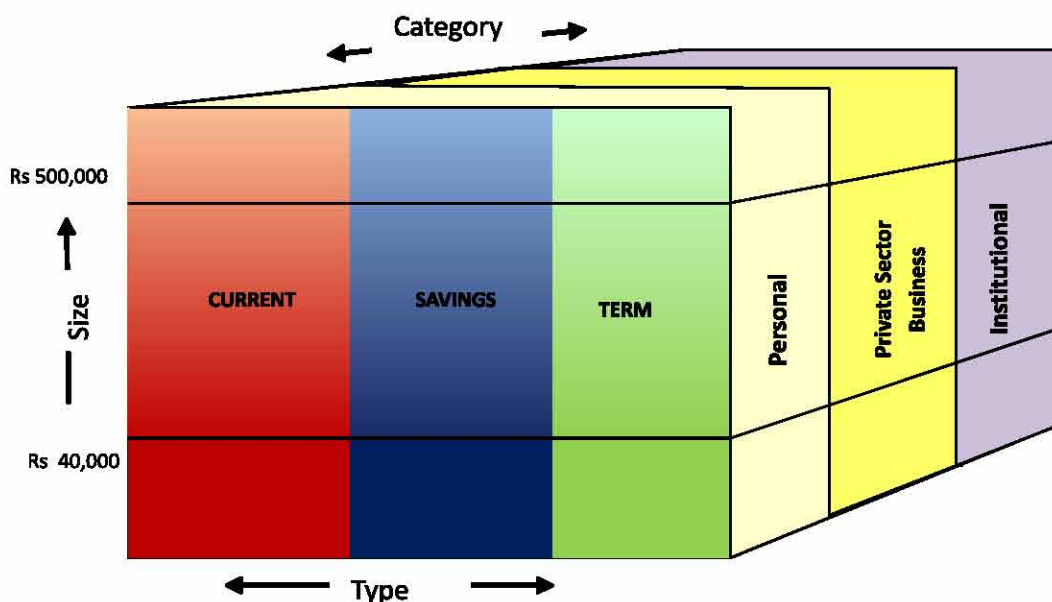 Category
Rs 500,000
Size
CURRENT
SAVINGS
TERM
Personal
Private Sector
Business
Institutional
Rs 40,000
Type